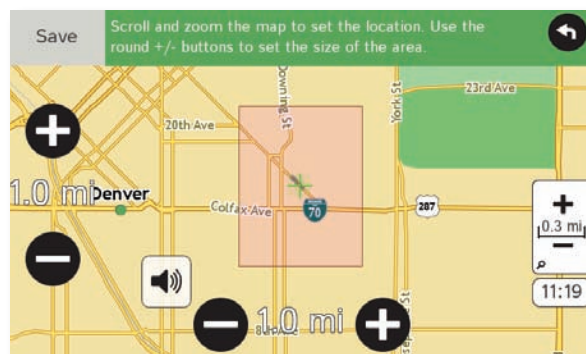 Save
Scroll and zoom the map to set the location. Use the
round +/- buttons to set the size of the area.
Downing St
York St
23rd Ave
20th Ave
1.0 mi
Denver
Colfax Ave
70
287
+
0.3 mi
−
11:19
− 1.0 mi +
8th Ave